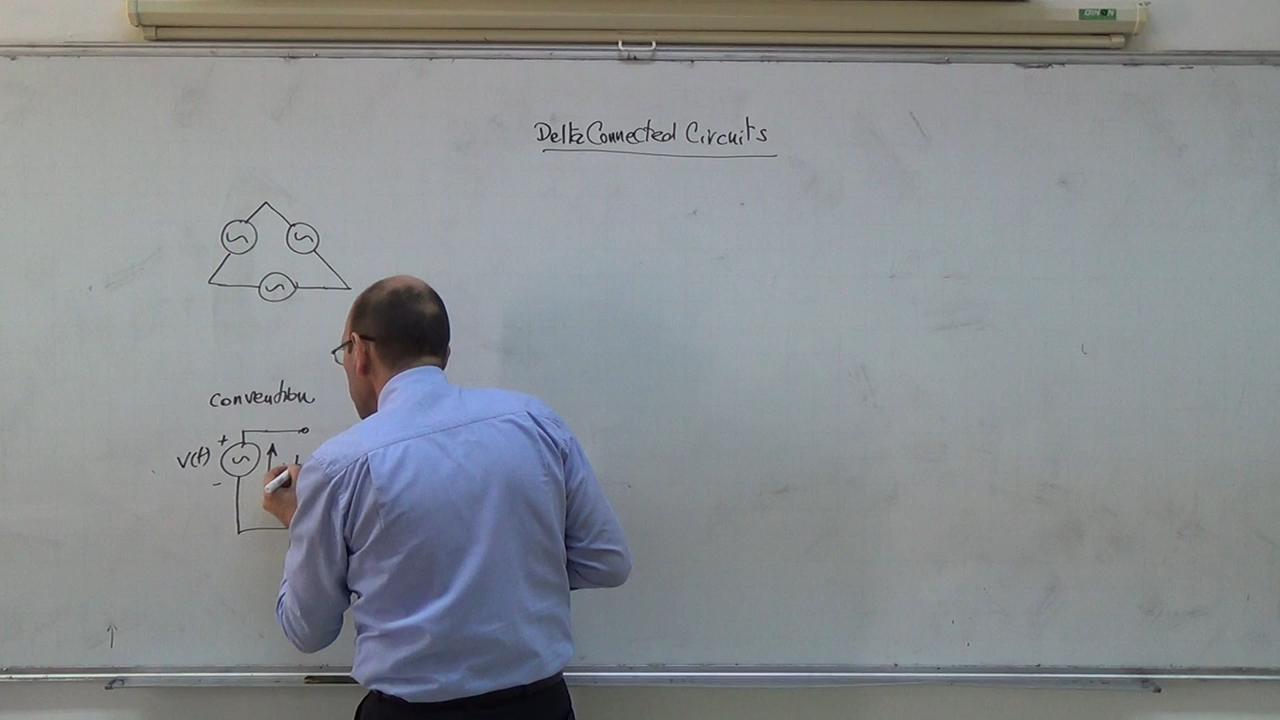 Delta Connected Circuits
convention
+
v(t)
-